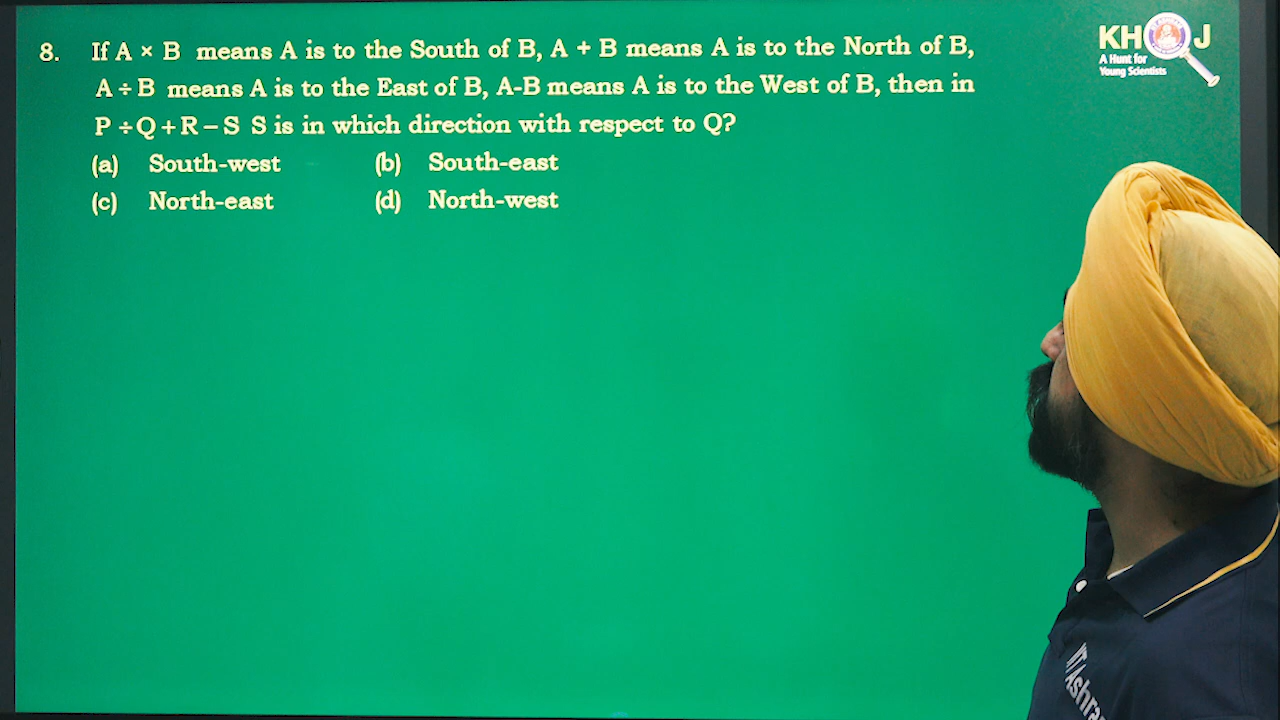 8. If A × B means A is to the South of B, A + B means A is to the North of B,
A ÷ B means A is to the East of B, A-B means A is to the West of B, then in
P ÷ Q + R − S S is in which direction with respect to Q?
(a) South-west (b) South-east
(c) North-east (d) North-west
KHOJ
A Hunt for
Young Scientists